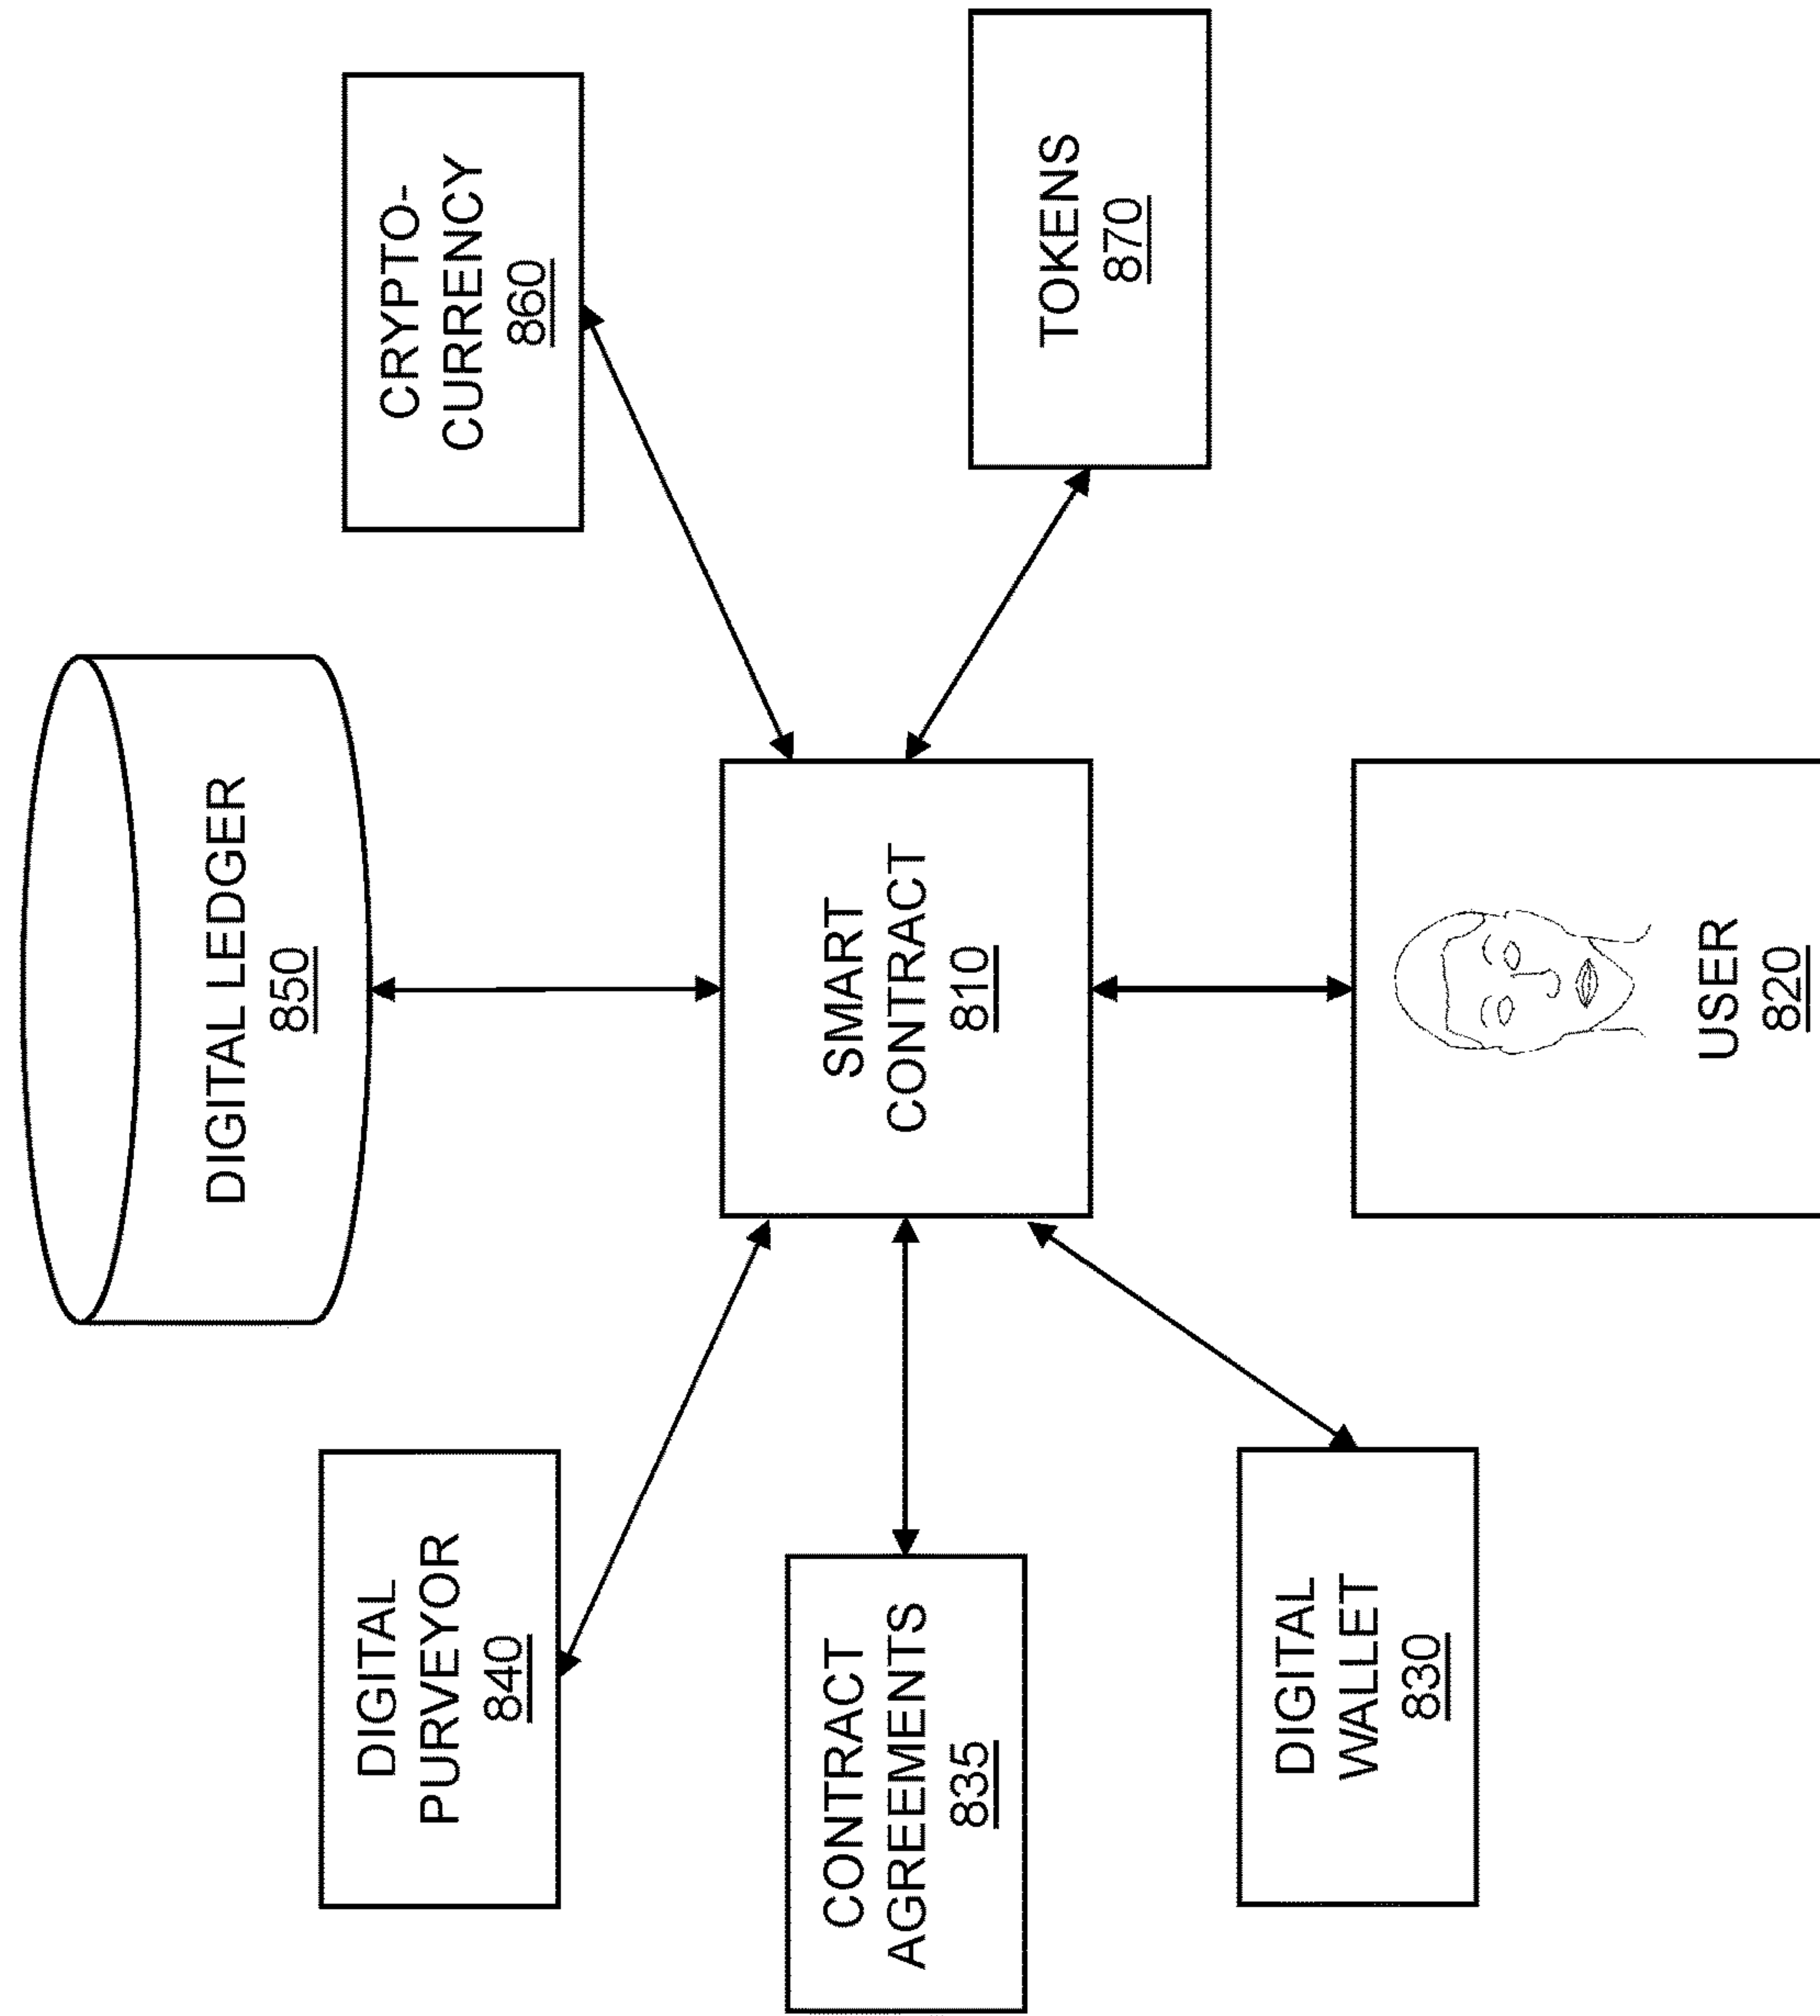 DIGITAL LEDGER
850
DIGITAL
PURVEYOR
840
CRYPTO-
CURRENCY
860
CONTRACT
AGREEMENTS
835
SMART
CONTRACT
810
TOKENS
870
DIGITAL
WALLET
830
USER
820